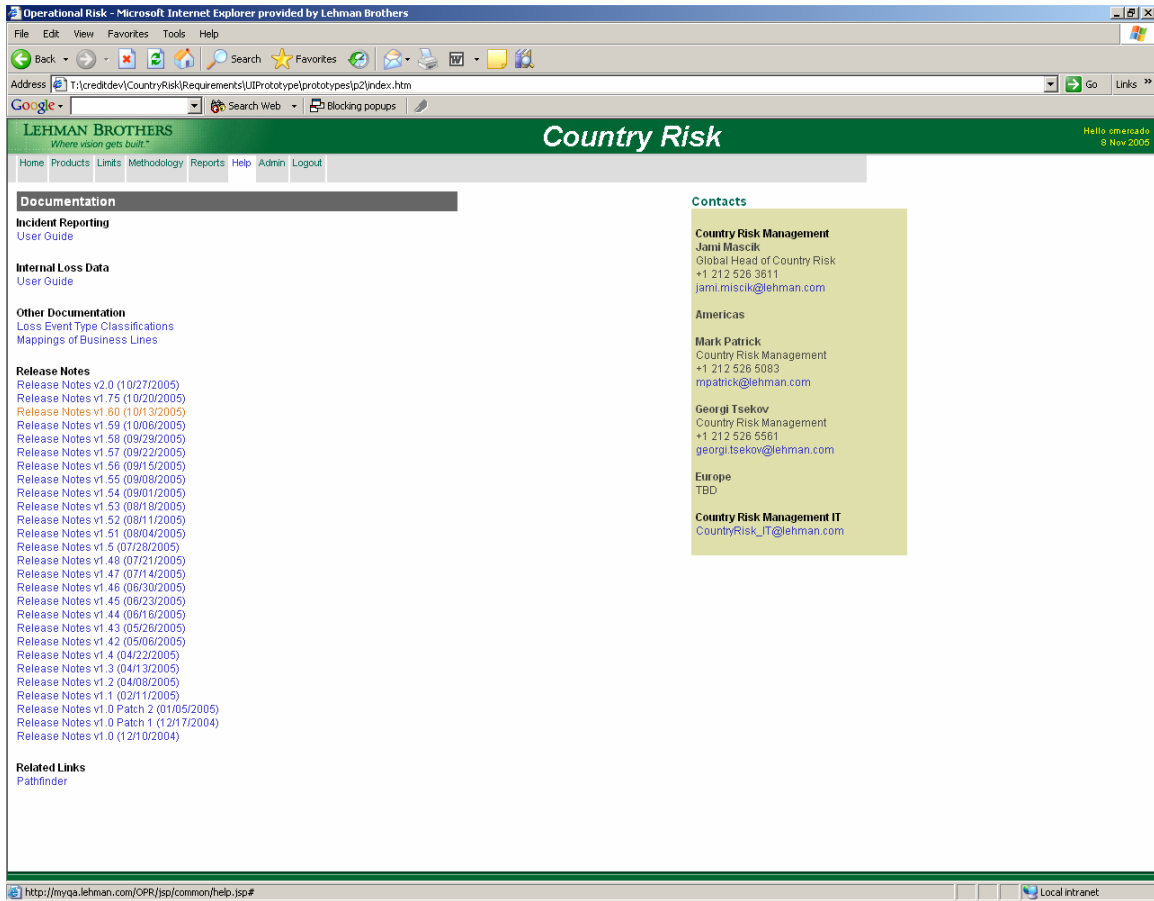 Operational Risk - Microsoft Internet Explorer provided by Lehman Brothers
File Edit View Favorites Tools Help
Back Search Favorites
Address T:\creditdev\CountryRisk\Requirements\UIPrototype\prototypes\p2\index.htm Go Links »
Google Search Web Blocking popups
LEHMAN BROTHERS
Where vision gets built.
Country Risk
Hello omercado
8 Nov 2005
Home Products Limits Methodology Reports Help Admin Logout
Documentation
Incident Reporting
User Guide
Internal Loss Data
User Guide
Other Documentation
Loss Event Type Classifications
Mappings of Business Lines
Release Notes
Release Notes v2.0 (10/27/2005)
Release Notes v1.75 (10/20/2005)
Release Notes v1.60 (10/13/2005)
Release Notes v1.59 (10/06/2005)
Release Notes v1.58 (09/29/2005)
Release Notes v1.57 (09/22/2005)
Release Notes v1.56 (09/15/2005)
Release Notes v1.55 (09/08/2005)
Release Notes v1.54 (09/01/2005)
Release Notes v1.53 (08/18/2005)
Release Notes v1.52 (08/11/2005)
Release Notes v1.51 (08/04/2005)
Release Notes v1.5 (07/28/2005)
Release Notes v1.48 (07/21/2005)
Release Notes v1.47 (07/14/2005)
Release Notes v1.46 (06/30/2005)
Release Notes v1.45 (06/23/2005)
Release Notes v1.44 (06/16/2005)
Release Notes v1.43 (05/26/2005)
Release Notes v1.42 (05/06/2005)
Release Notes v1.4 (04/22/2005)
Release Notes v1.3 (04/13/2005)
Release Notes v1.2 (04/08/2005)
Release Notes v1.1 (02/11/2005)
Release Notes v1.0 Patch 2 (01/05/2005)
Release Notes v1.0 Patch 1 (12/17/2004)
Release Notes v1.0 (12/10/2004)
Related Links
Pathfinder
Contacts
Country Risk Management
Jami Mascik
Global Head of Country Risk
+1 212 526 3611
jami.miscik@lehman.com
Americas
Mark Patrick
Country Risk Management
+1 212 526 5083
mpatrick@lehman.com
Georgi Tsekov
Country Risk Management
+1 212 526 5561
georgi.tsekov@lehman.com
Europe
TBD
Country Risk Management IT
CountryRisk_IT@lehman.com
http://myqa.lehman.com/OPR/jsp/common/help.jsp# Local intranet